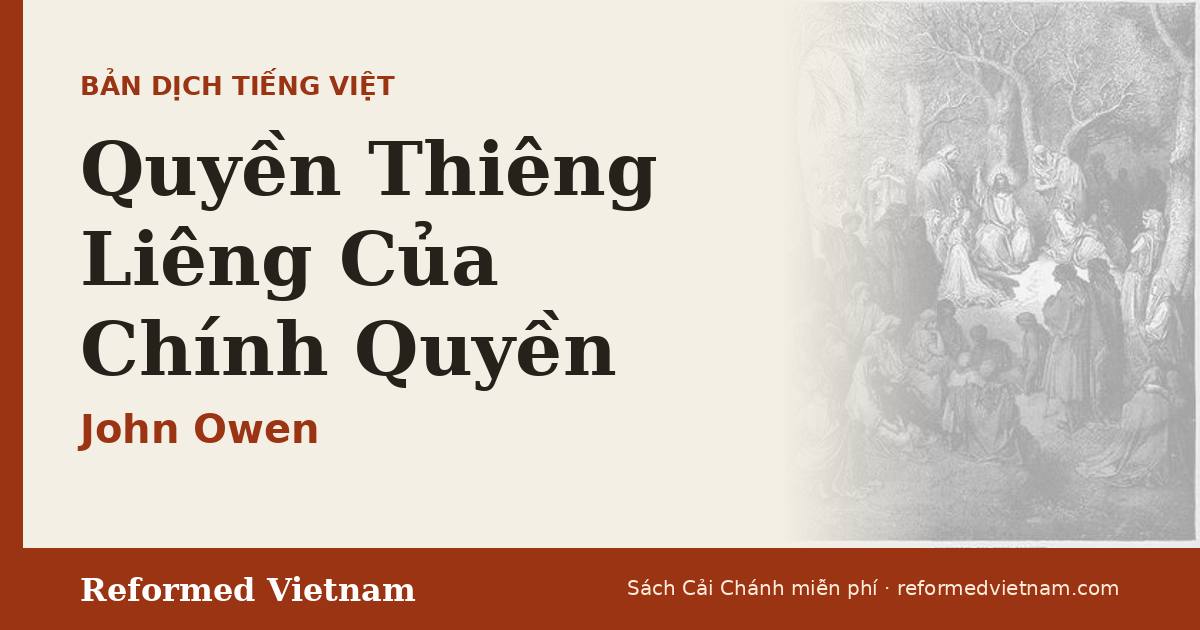 BẢN DỊCH TIẾNG VIỆT
Quyền Thiêng
Liêng Của
Chính Quyền
John Owen
Reformed Vietnam
Sách Cải Chánh miễn phí · reformedvietnam.com